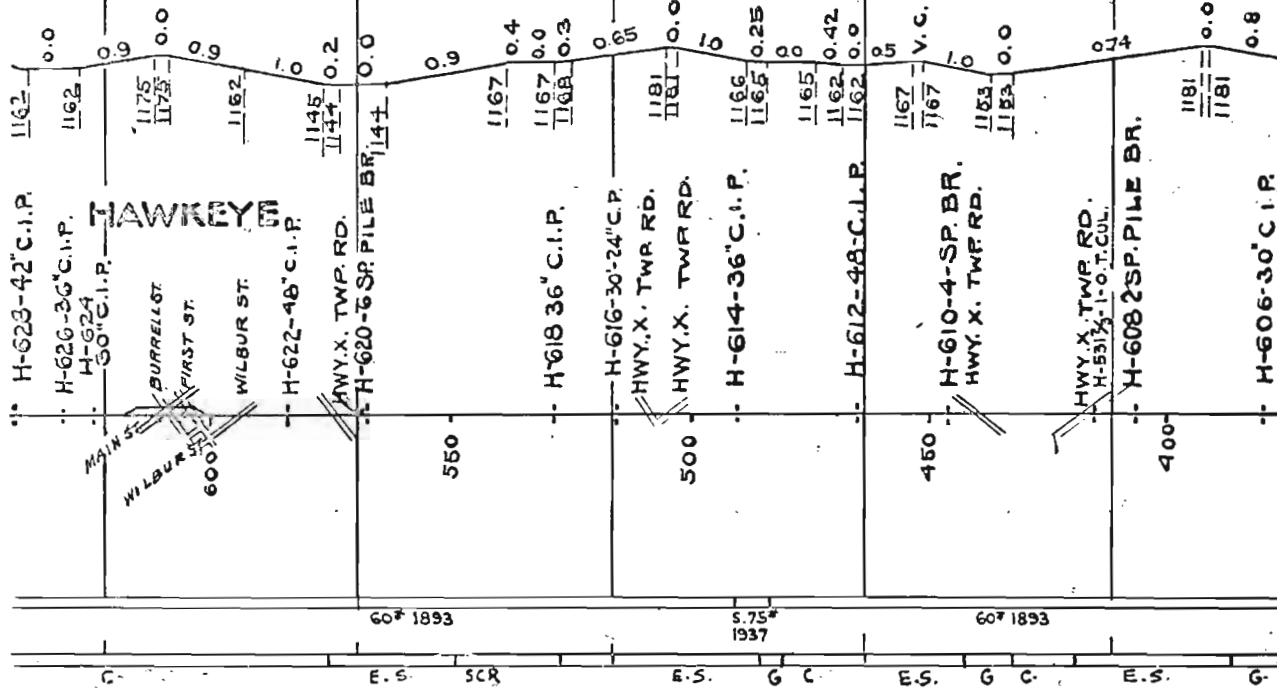 0.0 0.9 0.0 0.9 1.0 0.2 0.0 0.9 0.4 0.0 0.3 0.65 0.0 1.0 0.25 0.0 0.42 0.0 .5 V.C. 1.0 0.0 0.74 0.0 0.8
1162 1162 1175 1175 1162 1145 1144 1144 1167 1167 1168 1181 1181 1166 1165 1165 1162 1162 1167 1167 1153 1153 1181 1181
HAWKEYE
H-628-42"C.I.P.
H-626-36"C.I.P.
H-624
30"C.I.P.
BURRELL ST.
FIRST ST.
WILBUR ST.
H-622-48"C.I.P.
HWY.X. TWP. RD.
H-620-6 SP. PILE BR.
H-618 36" C.I.P.
H-616-30'-24"C.P.
HWY.X. TWP. RD.
HWY.X. TWP. RD.
H-614-36"C.I.P.
H-612-48-C.I.P.
H-610-4-SP. BR.
HWY. X. TWP. RD.
HWY.X. TWP. RD.
H-608 2 SP. PILE BR.
H-606-30" C.I.P.
MAIN ST.
WILBUR ST.
600 550 500 450 400
60# 1893 S.75# 60# 1893
1937
C. E.S. SCR E.S. G C. E.S. G C. E.S. G.